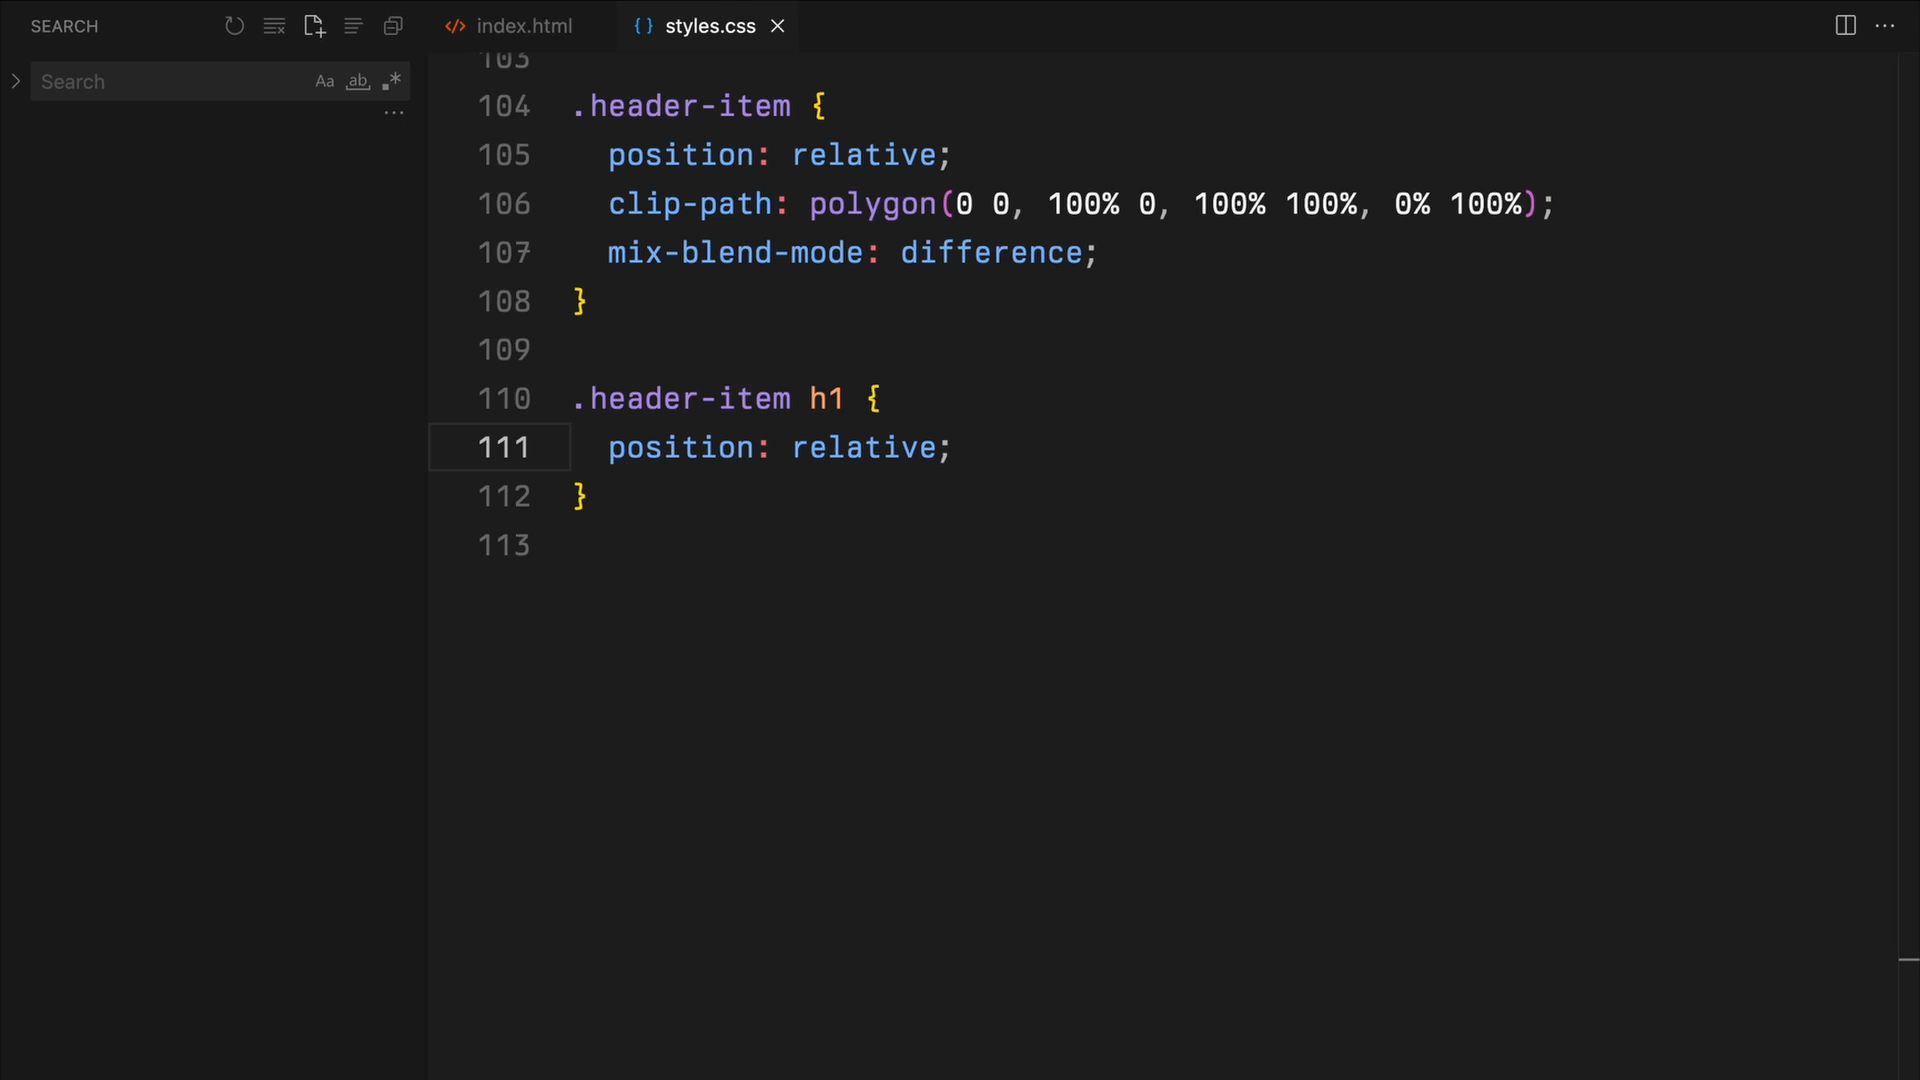 SEARCH
Search
Aa
ab
.*
...
index.html
styles.css
...
103
104 .header-item {
105 position: relative;
106 clip-path: polygon(0 0, 100% 0, 100% 100%, 0% 100%);
107 mix-blend-mode: difference;
108 }
109
110 .header-item h1 {
111 position: relative;
112 }
113